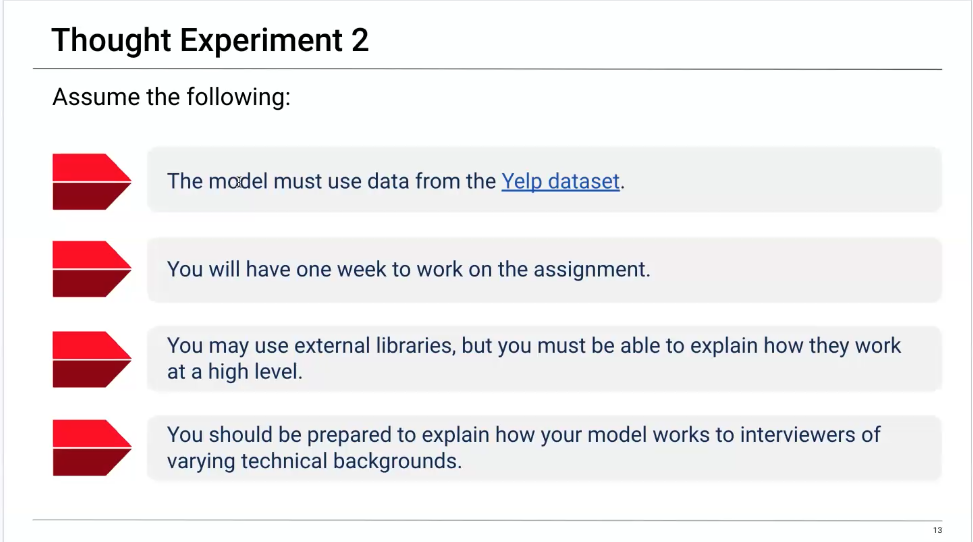 Thought Experiment 2
Assume the following:
The model must use data from the Yelp dataset.
You will have one week to work on the assignment.
You may use external libraries, but you must be able to explain how they work
at a high level.
You should be prepared to explain how your model works to interviewers of
varying technical backgrounds.
13